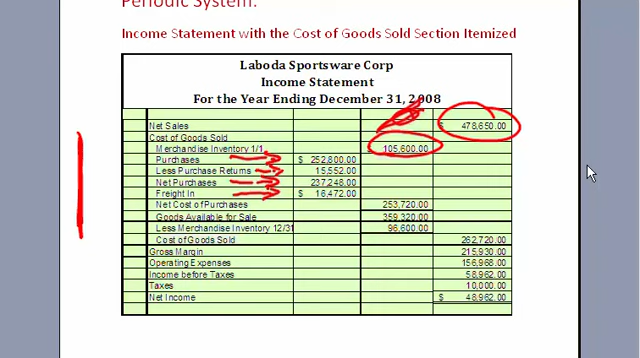 Periodic System:
Income Statement with the Cost of Goods Sold Section Itemized
Laboda Sportsware Corp
Income Statement
For the Year Ending December 31, 2008
Net Sales $ 478,650.00
Cost of Goods Sold
Merchandise Inventory 1/1 105,600.00
Purchases $ 252,800.00
Less Purchase Returns 15,552.00
Net Purchases 237,248.00
Freight In $ 16,472.00
Net Cost of Purchases 253,720.00
Goods Available for Sale 359,320.00
Less Merchandise Inventory 12/31 96,600.00
Cost of Goods Sold 262,720.00
Gross Margin 215,930.00
Operating Expenses 156,968.00
Income before Taxes 58,962.00
Taxes 10,000.00
Net Income $ 48,962.00